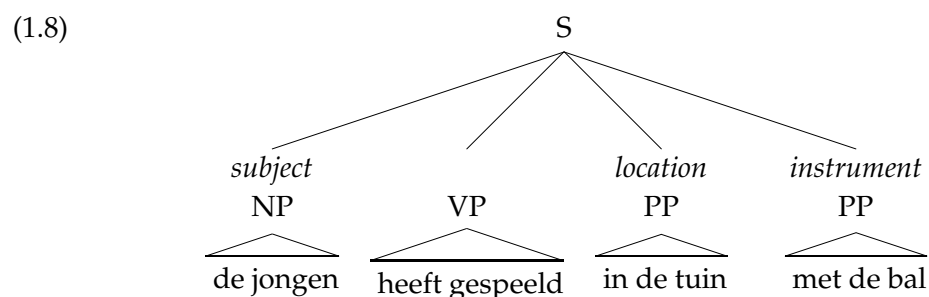 (1.8) S
subject location instrument
NP VP PP PP
de jongen heeft gespeeld in de tuin met de bal